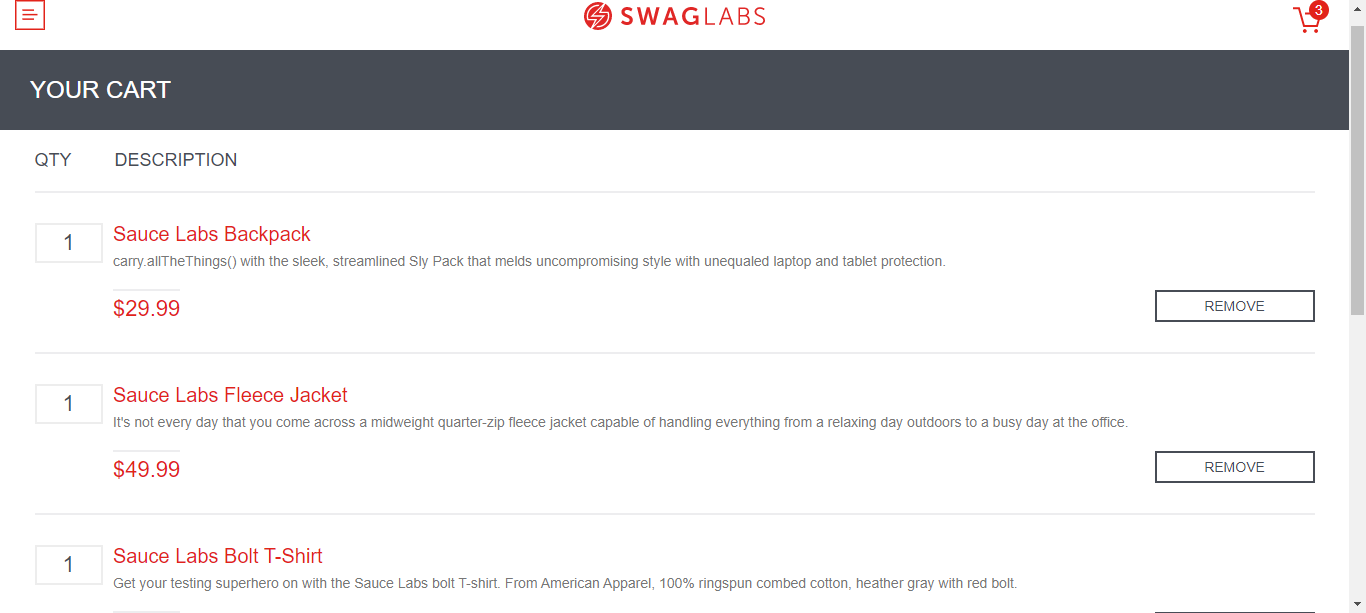 SWAGLABS
3
YOUR CART
QTY DESCRIPTION
1 Sauce Labs Backpack
carry.allTheThings() with the sleek, streamlined Sly Pack that melds uncompromising style with unequaled laptop and tablet protection.
$29.99 REMOVE
1 Sauce Labs Fleece Jacket
It's not every day that you come across a midweight quarter-zip fleece jacket capable of handling everything from a relaxing day outdoors to a busy day at the office.
$49.99 REMOVE
1 Sauce Labs Bolt T-Shirt
Get your testing superhero on with the Sauce Labs bolt T-shirt. From American Apparel, 100% ringspun combed cotton, heather gray with red bolt.